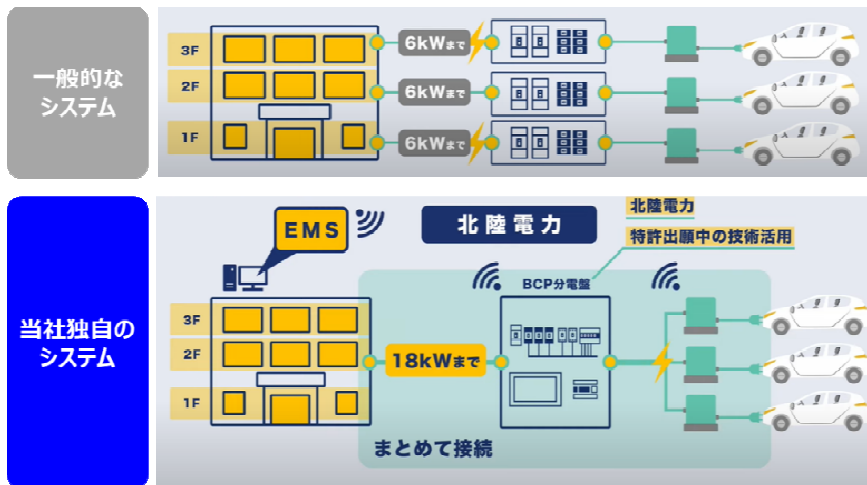 一般的な
システム
3F
2F
1F
6kWまで
6kWまで
6kWまで
当社独自の
システム
EMS
北陸電力
北陸電力
特許出願中の技術活用
BCP分電盤
3F
2F
1F
18kWまで
まとめて接続